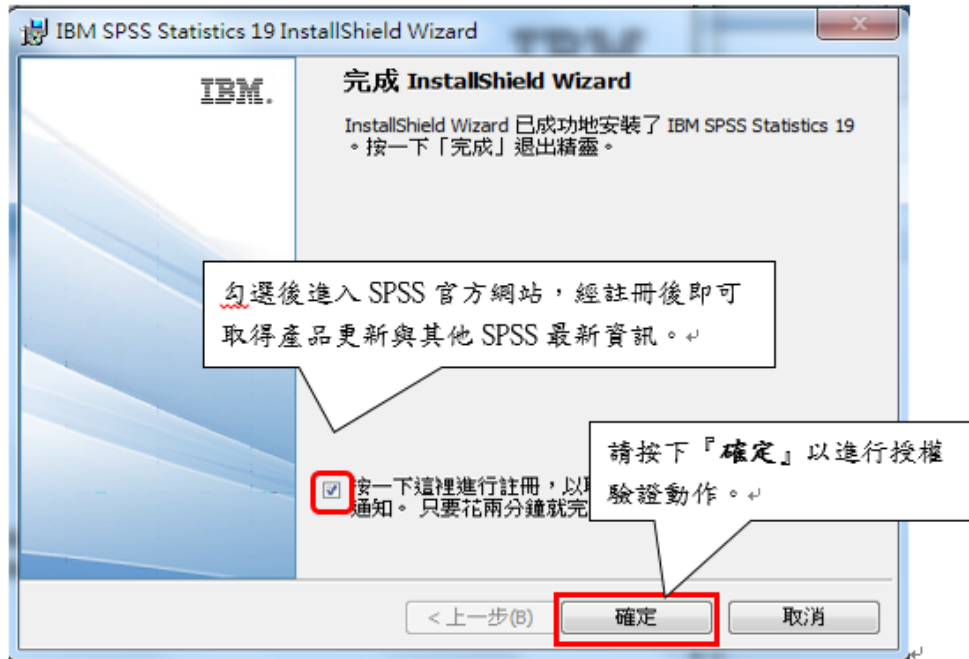 IBM SPSS Statistics 19 InstallShield Wizard
IBM.
完成 InstallShield Wizard
InstallShield Wizard 已成功地安裝了 IBM SPSS Statistics 19
。按一下「完成」退出精靈。
勾選後進入 SPSS 官方網站，經註冊後即可
取得產品更新與其他 SPSS 最新資訊。
請按下『確定』以進行授權
驗證動作。
按一下這裡進行註冊，以
通知。 只要花兩分鐘就完
<上一步(B)
確定
取消